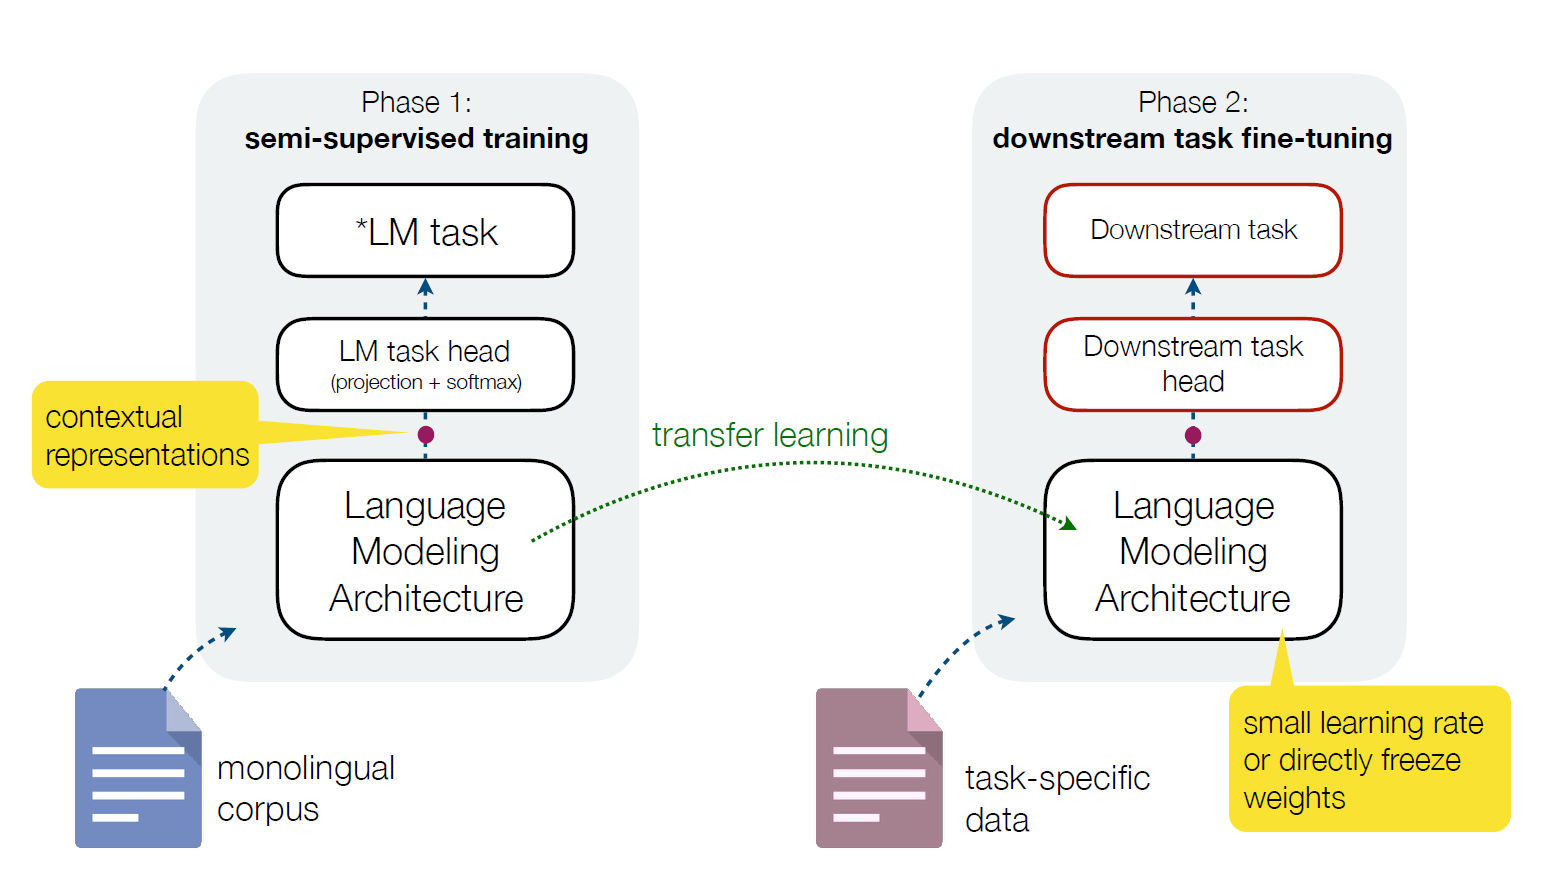 Phase 1:
semi-supervised training
*LM task
LM task head
(projection + softmax)
contextual
representations
Language
Modeling
Architecture
monolingual
corpus
transfer learning
Phase 2:
downstream task fine-tuning
Downstream task
Downstream task
head
Language
Modeling
Architecture
task-specific
data
small learning rate
or directly freeze
weights